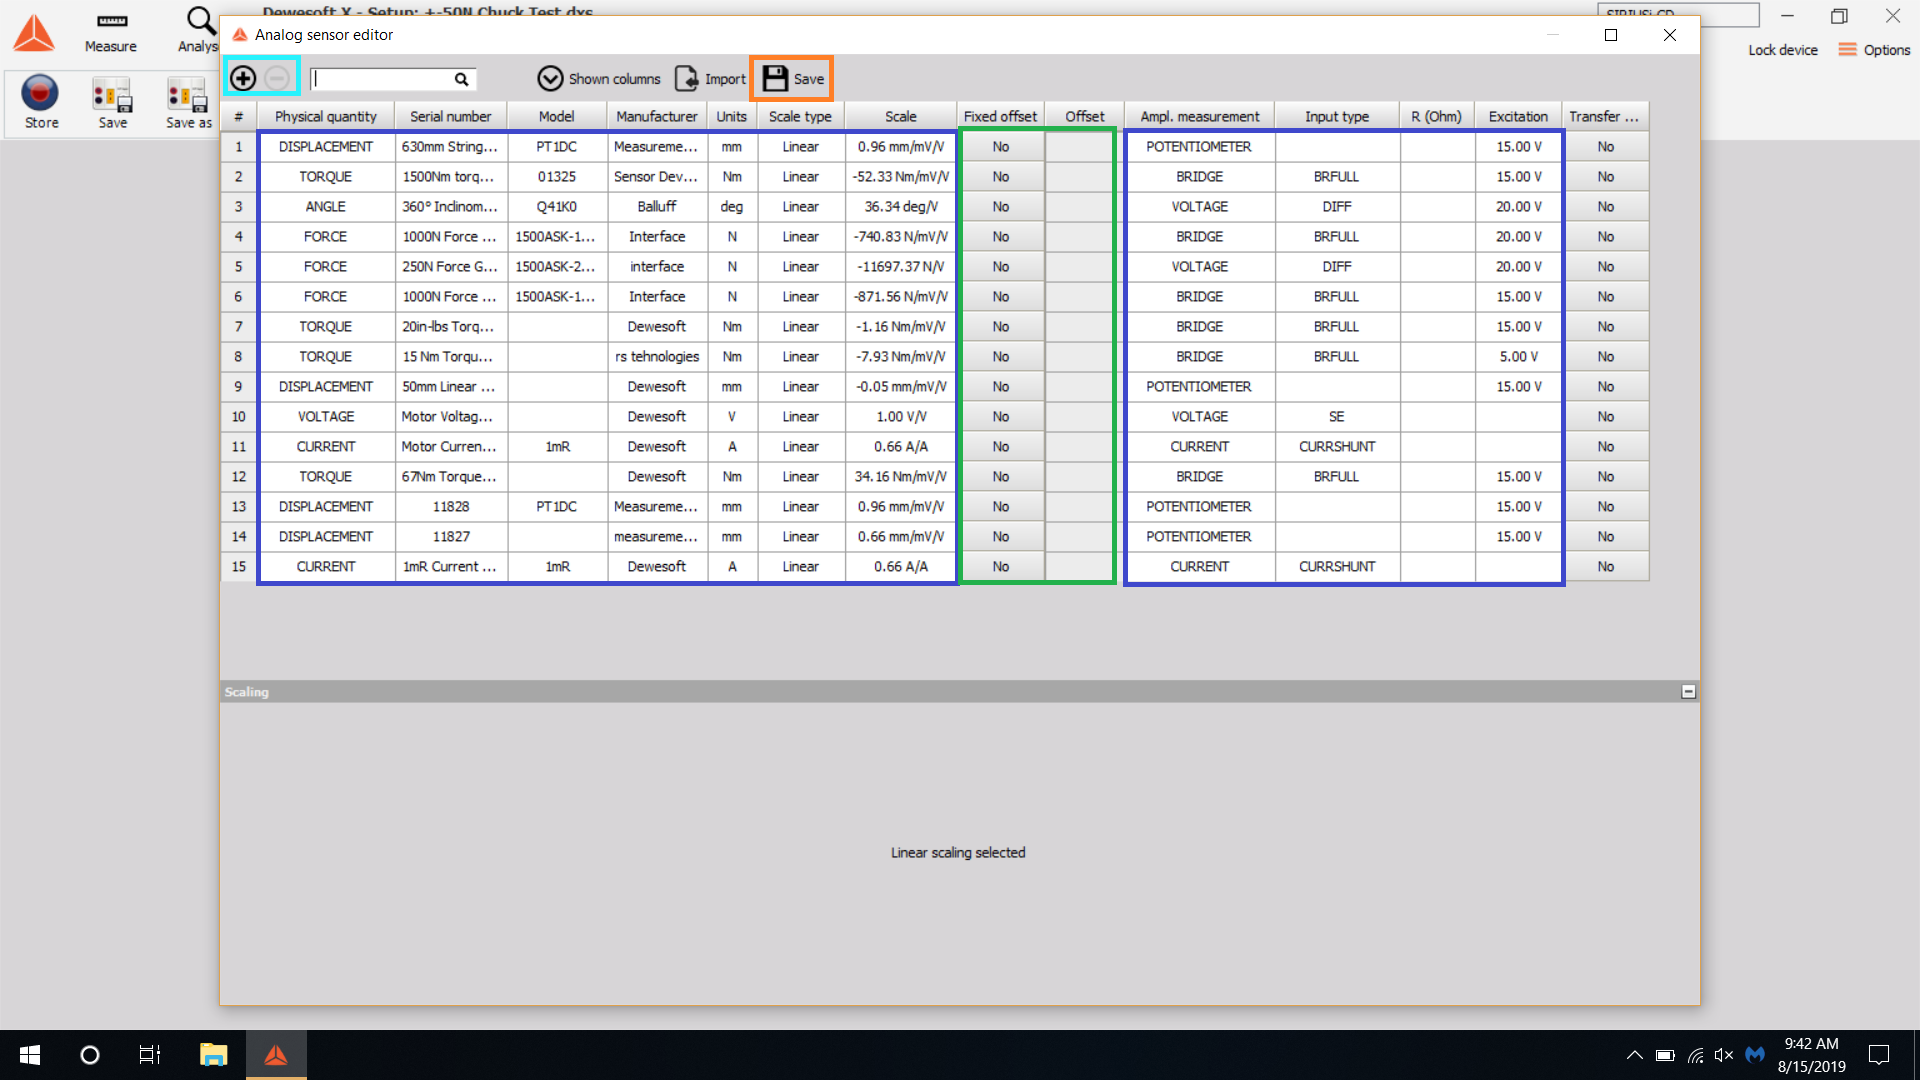 Dewesoft X - Setup: +-50N Chuck Test.dxs
SIRIUSi-CD
Measure
Analys
Lock device
Options
Store
Save
Save as
Analog sensor editor
Shown columns
Import
Save
# Physical quantity Serial number Model Manufacturer Units Scale type Scale Fixed offset Offset Ampl. measurement Input type R (Ohm) Excitation Transfer ...
1 DISPLACEMENT 630mm String... PT1DC Measureme... mm Linear 0.96 mm/mV/V No POTENTIOMETER 15.00 V No
2 TORQUE 1500Nm torq... 01325 Sensor Dev... Nm Linear -52.33 Nm/mV/V No BRIDGE BRFULL 15.00 V No
3 ANGLE 360° Inclinom... Q41K0 Balluff deg Linear 36.34 deg/V No VOLTAGE DIFF 20.00 V No
4 FORCE 1000N Force ... 1500ASK-1... Interface N Linear -740.83 N/mV/V No BRIDGE BRFULL 20.00 V No
5 FORCE 250N Force G... 1500ASK-2... interface N Linear -11697.37 N/V No VOLTAGE DIFF 20.00 V No
6 FORCE 1000N Force ... 1500ASK-1... Interface N Linear -871.56 N/mV/V No BRIDGE BRFULL 15.00 V No
7 TORQUE 20in-lbs Torq... Dewesoft Nm Linear -1.16 Nm/mV/V No BRIDGE BRFULL 15.00 V No
8 TORQUE 15 Nm Torqu... rs tehnologies Nm Linear -7.93 Nm/mV/V No BRIDGE BRFULL 5.00 V No
9 DISPLACEMENT 50mm Linear ... Dewesoft mm Linear -0.05 mm/mV/V No POTENTIOMETER 15.00 V No
10 VOLTAGE Motor Voltag... Dewesoft V Linear 1.00 V/V No VOLTAGE SE No
11 CURRENT Motor Curren... 1mR Dewesoft A Linear 0.66 A/A No CURRENT CURRSHUNT No
12 TORQUE 67Nm Torque... Dewesoft Nm Linear 34.16 Nm/mV/V No BRIDGE BRFULL 15.00 V No
13 DISPLACEMENT 11828 PT1DC Measureme... mm Linear 0.96 mm/mV/V No POTENTIOMETER 15.00 V No
14 DISPLACEMENT 11827 measureme... mm Linear 0.66 mm/mV/V No POTENTIOMETER 15.00 V No
15 CURRENT 1mR Current ... 1mR Dewesoft A Linear 0.66 A/A No CURRENT CURRSHUNT No
Scaling
Linear scaling selected
9:42 AM
8/15/2019